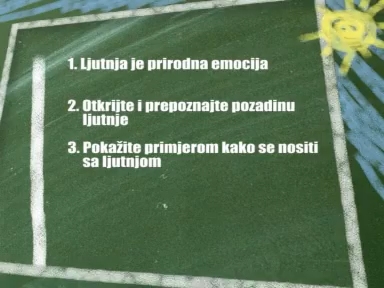 1. Ljutnja je prirodna emocija
2. Otkrijte i prepoznajte pozadinu
ljutnje
3. Pokažite primjerom kako se nositi
sa ljutnjom